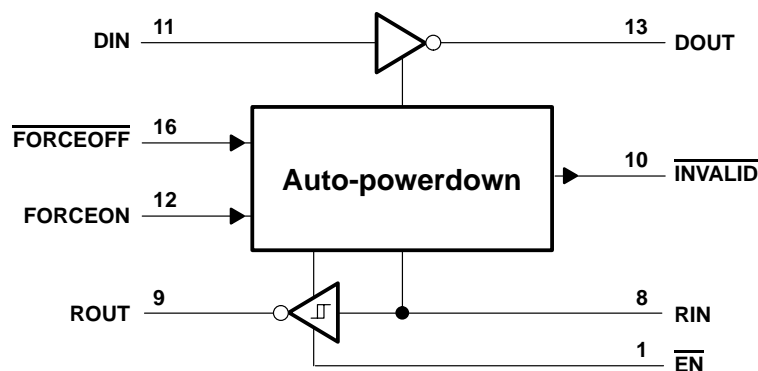 DIN 11 13 DOUT
FORCEOFF 16
Auto-powerdown 10 INVALID
FORCEON 12
ROUT 9 8 RIN
1 EN